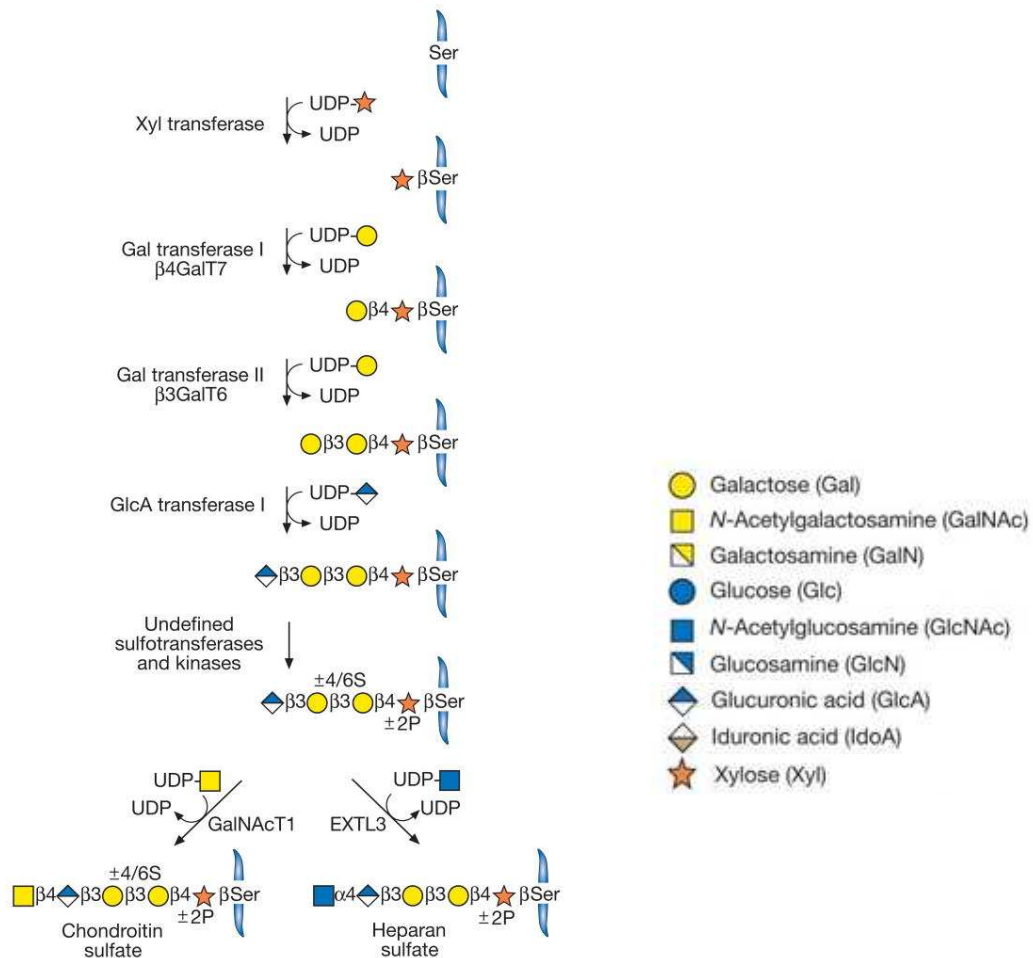 Ser
UDP-
Xyl transferase
UDP
βSer
UDP-
Gal transferase I
β4GalT7
UDP
β4 βSer
UDP-
Gal transferase II
β3GalT6
UDP
β3 β4 βSer
UDP-
GlcA transferase I
UDP
β3 β3 β4 βSer
Undefined
sulfotransferases
and kinases
±4/6S
β3 β3 β4 βSer
±2P
UDP-
UDP
GalNAcT1
UDP-
UDP
EXTL3
±4/6S
β4 β3 β3 β4 βSer
±2P
Chondroitin
sulfate
α4 β3 β3 β4 βSer
±2P
Heparan
sulfate
Galactose (Gal)
N-Acetylgalactosamine (GalNAc)
Galactosamine (GalN)
Glucose (Glc)
N-Acetylglucosamine (GlcNAc)
Glucosamine (GlcN)
Glucuronic acid (GlcA)
Iduronic acid (IdoA)
Xylose (Xyl)